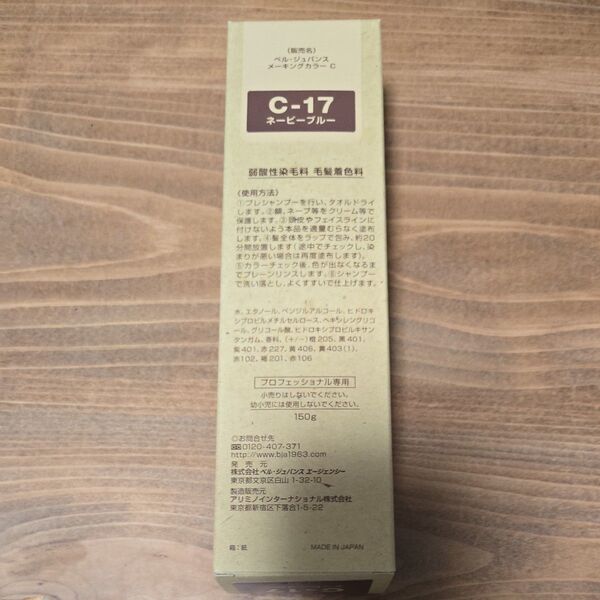 (販売名)
ベル・ジュバンス
メーキングカラー C
C-17
ネービーブルー
弱酸性染毛料 毛髪着色料
〈使用方法〉
①プレシャンプーを行い、タオルドライ
します。②額、ネープ等をクリーム等で
保護します。③頭皮やフェイスラインに
付けないよう本品を適量むらなく塗布
します。④髪全体をラップで包み、約20
分間放置します(途中でチェックし、染
まりが悪い場合は再度塗布します)。
⑤カラーチェック後、色が出なくなるま
でプレーンリンスします。⑥シャンプー
で洗い落とし、よくすすいで仕上げます。
水、エタノール、ベンジルアルコール、ヒドロキ
シプロピルメチルセルロース、ヘキシレングリコ
ール、グリコール酸、ヒドロキシプロピルキサン
タンガム、香料、(+/-)橙205、黒401、
紫401、赤227、黄406、黄403(1)、
赤102、褐201、赤106
プロフェッショナル専用
小売りはしないでください。
幼小児には使用しないでください。
150g
◎お問合せ先
0120-407-371
http://www.bja1963.com
発売元
株式会社ベル・ジュバンス エージェンシー
東京都文京区白山 1-32-10
製造販売元
アリミノインターナショナル株式会社
東京都新宿区下落合1-5-22
箱:紙 MADE IN JAPAN